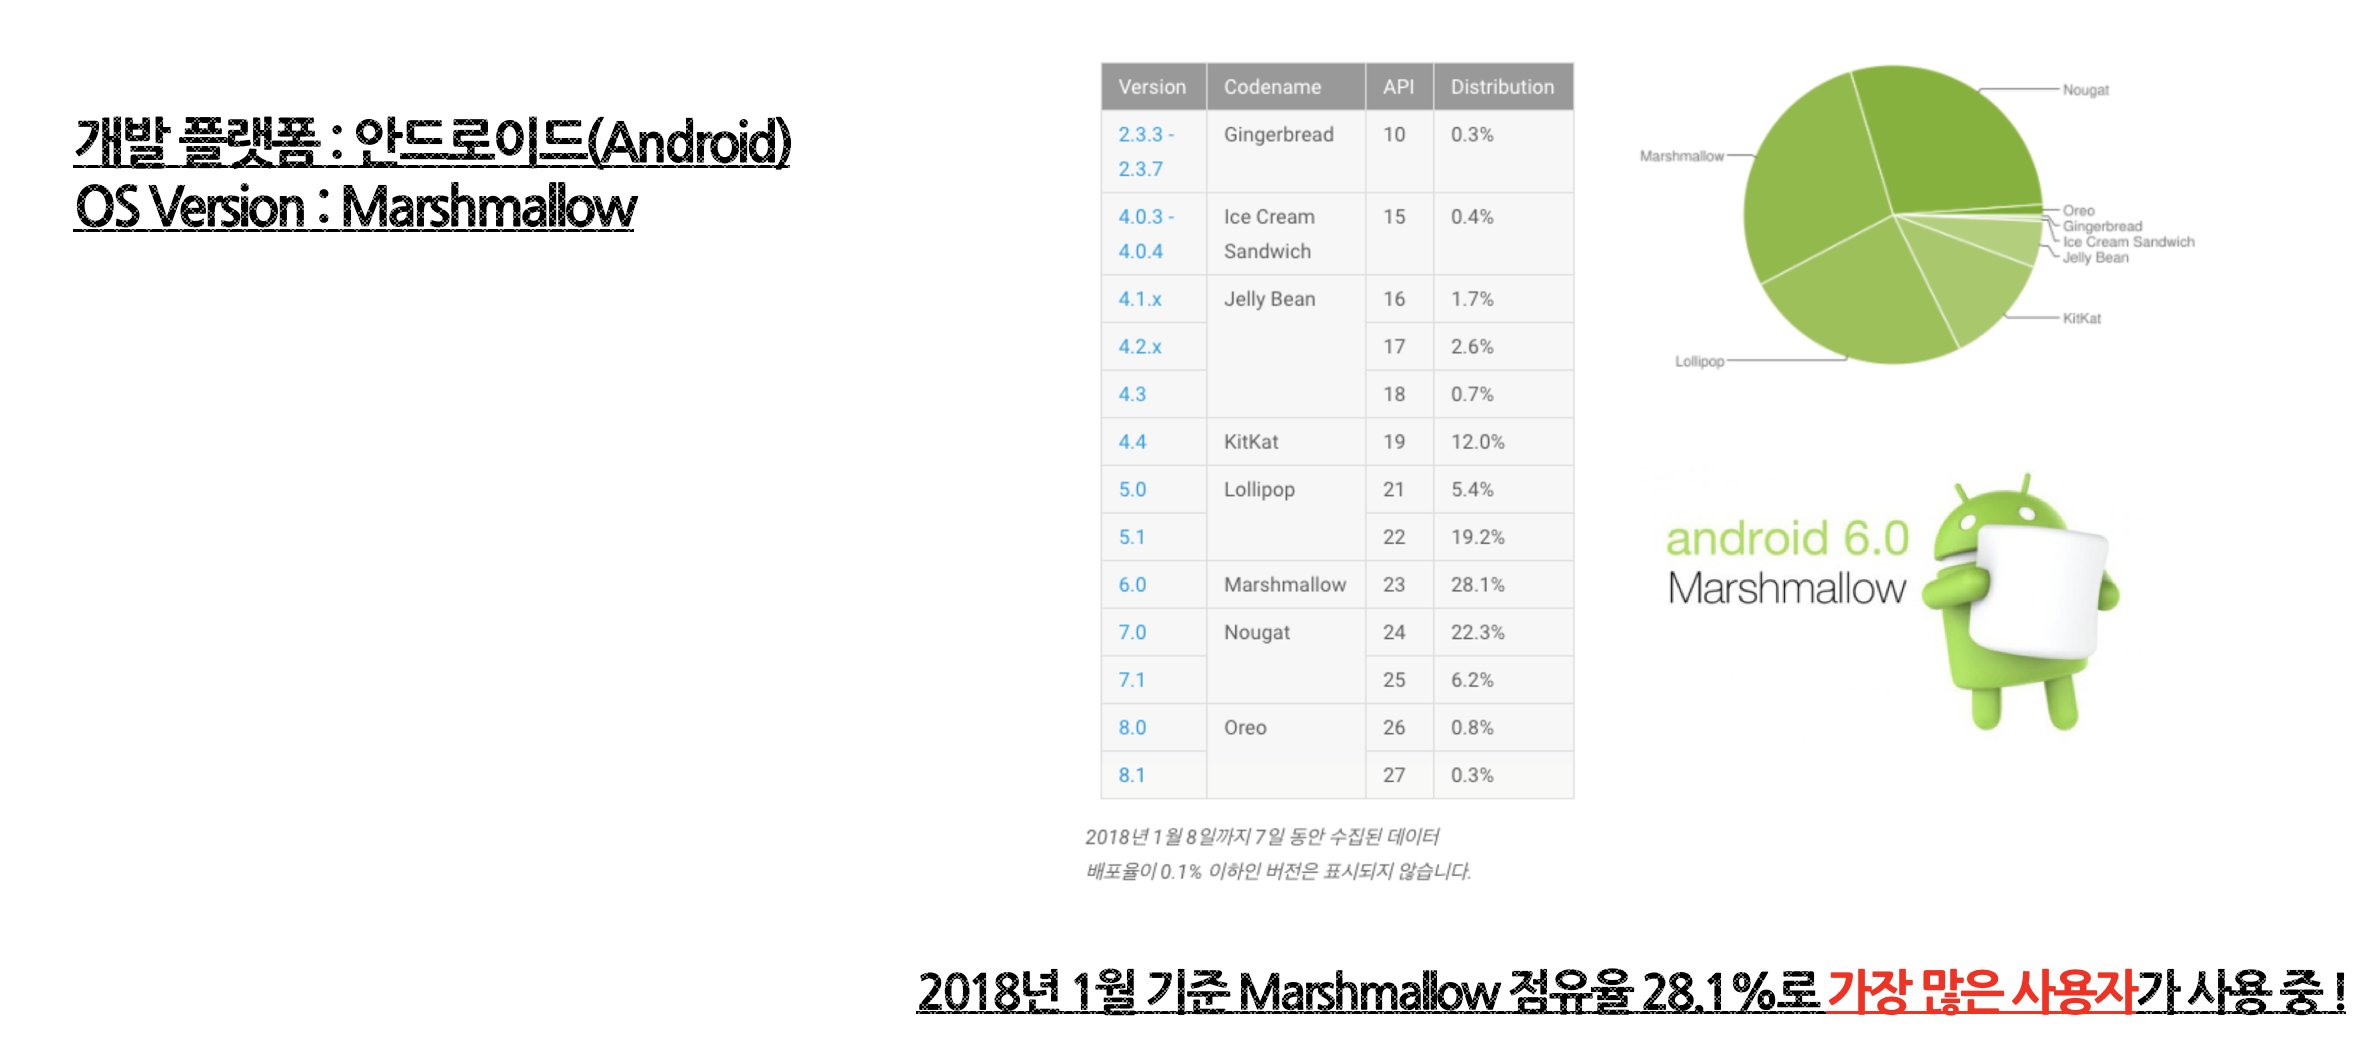 개발 플랫폼 : 안드로이드(Android)
OS Version : Marshmallow
Version Codename API Distribution
2.3.3 - Gingerbread 10 0.3%
2.3.7
4.0.3 - Ice Cream 15 0.4%
4.0.4 Sandwich
4.1.x Jelly Bean 16 1.7%
4.2.x 17 2.6%
4.3 18 0.7%
4.4 KitKat 19 12.0%
5.0 Lollipop 21 5.4%
5.1 22 19.2%
6.0 Marshmallow 23 28.1%
7.0 Nougat 24 22.3%
7.1 25 6.2%
8.0 Oreo 26 0.8%
8.1 27 0.3%
2018년 1월 8일까지 7일 동안 수집된 데이터
배포율이 0.1% 이하인 버전은 표시되지 않습니다.
Nougat
Marshmallow
Oreo
Gingerbread
Ice Cream Sandwich
Jelly Bean
KitKat
Lollipop
android 6.0
Marshmallow
2018년 1월 기준 Marshmallow 점유율 28.1%로 가장 많은 사용자가 사용 중 !